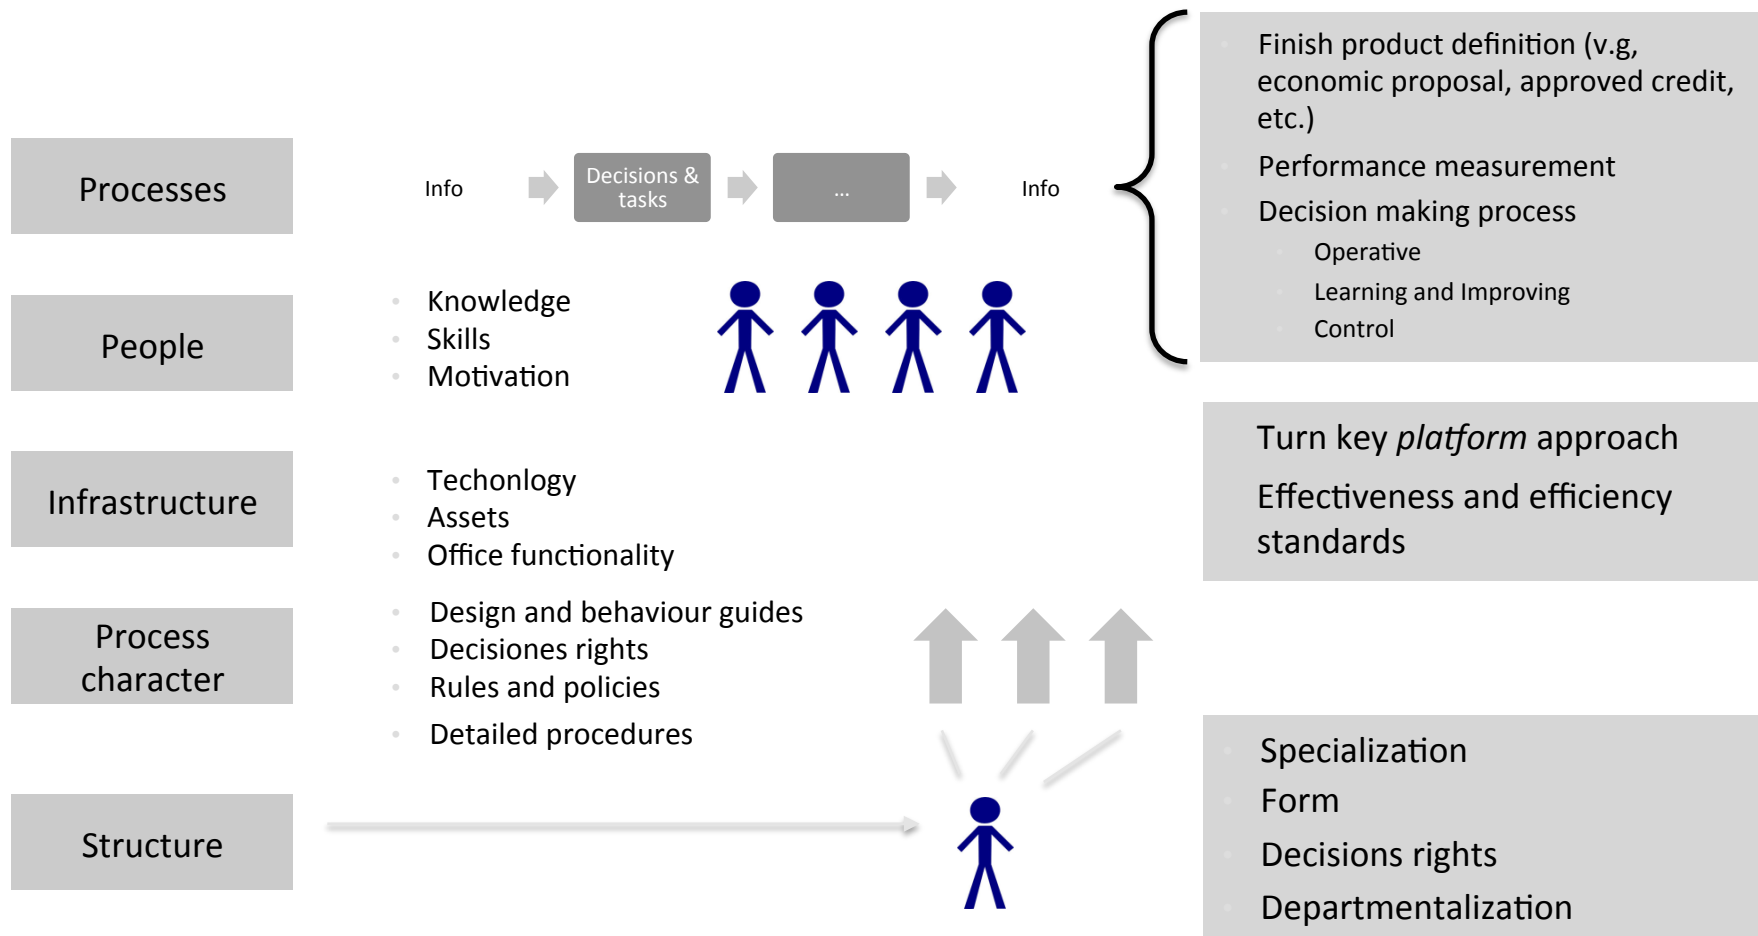 Processes
Info
Decisions &
tasks
...
Info
Finish product definition (v.g,
economic proposal, approved credit,
etc.)
Performance measurement
Decision making process
Operative
Learning and Improving
Control
People
Knowledge
Skills
Motivation
Infrastructure
Techonlogy
Assets
Office functionality
Turn key platform approach
Effectiveness and efficiency
standards
Process
character
Design and behaviour guides
Decisiones rights
Rules and policies
Detailed procedures
Structure
Specialization
Form
Decisions rights
Departmentalization